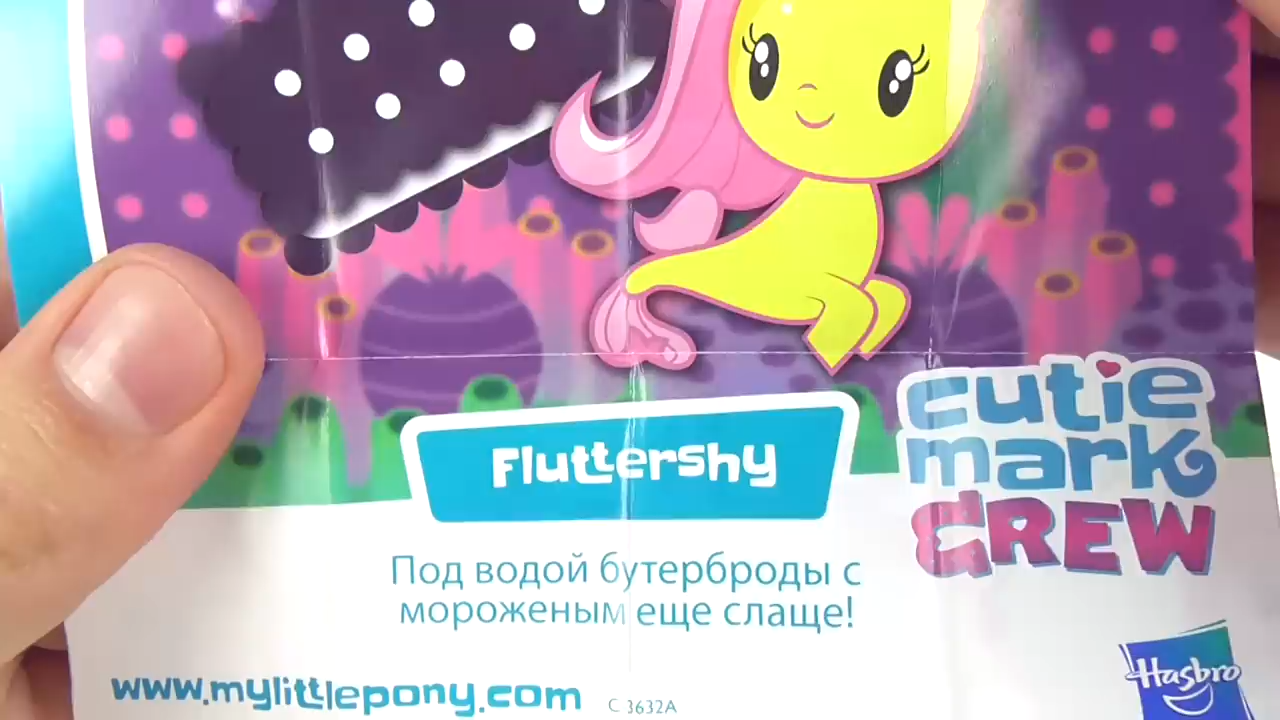 Fluttershy
cutie
mark
CREW
Под водой бутерброды с
мороженым еще слаще!
www.mylittlepony.com
C 3632A
Hasbro